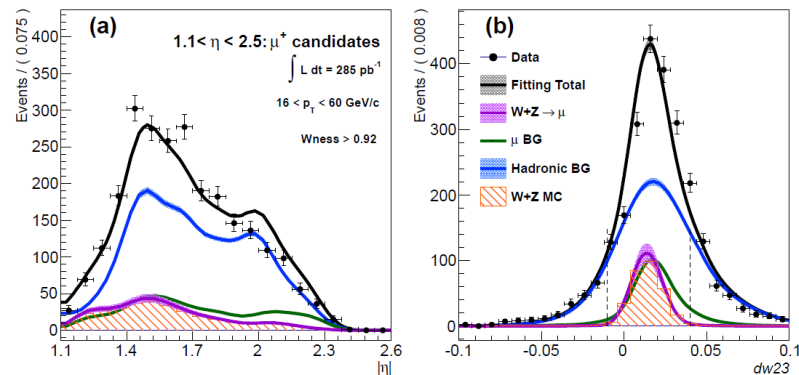 (a)
1.1< η < 2.5: μ⁺ candidates
∫ L dt = 285 pb⁻¹
16 < p_T < 60 GeV/c
Wness > 0.92
Events / ( 0.075)
400
350
300
250
200
150
100
50
0
1.1
1.4
1.7
2
2.3
2.6
|η|
(b)
Data
Fitting Total
W+Z → μ
μ BG
Hadronic BG
W+Z MC
Events / ( 0.008)
400
300
200
100
0
-0.1
-0.05
0
0.05
0.1
dw23